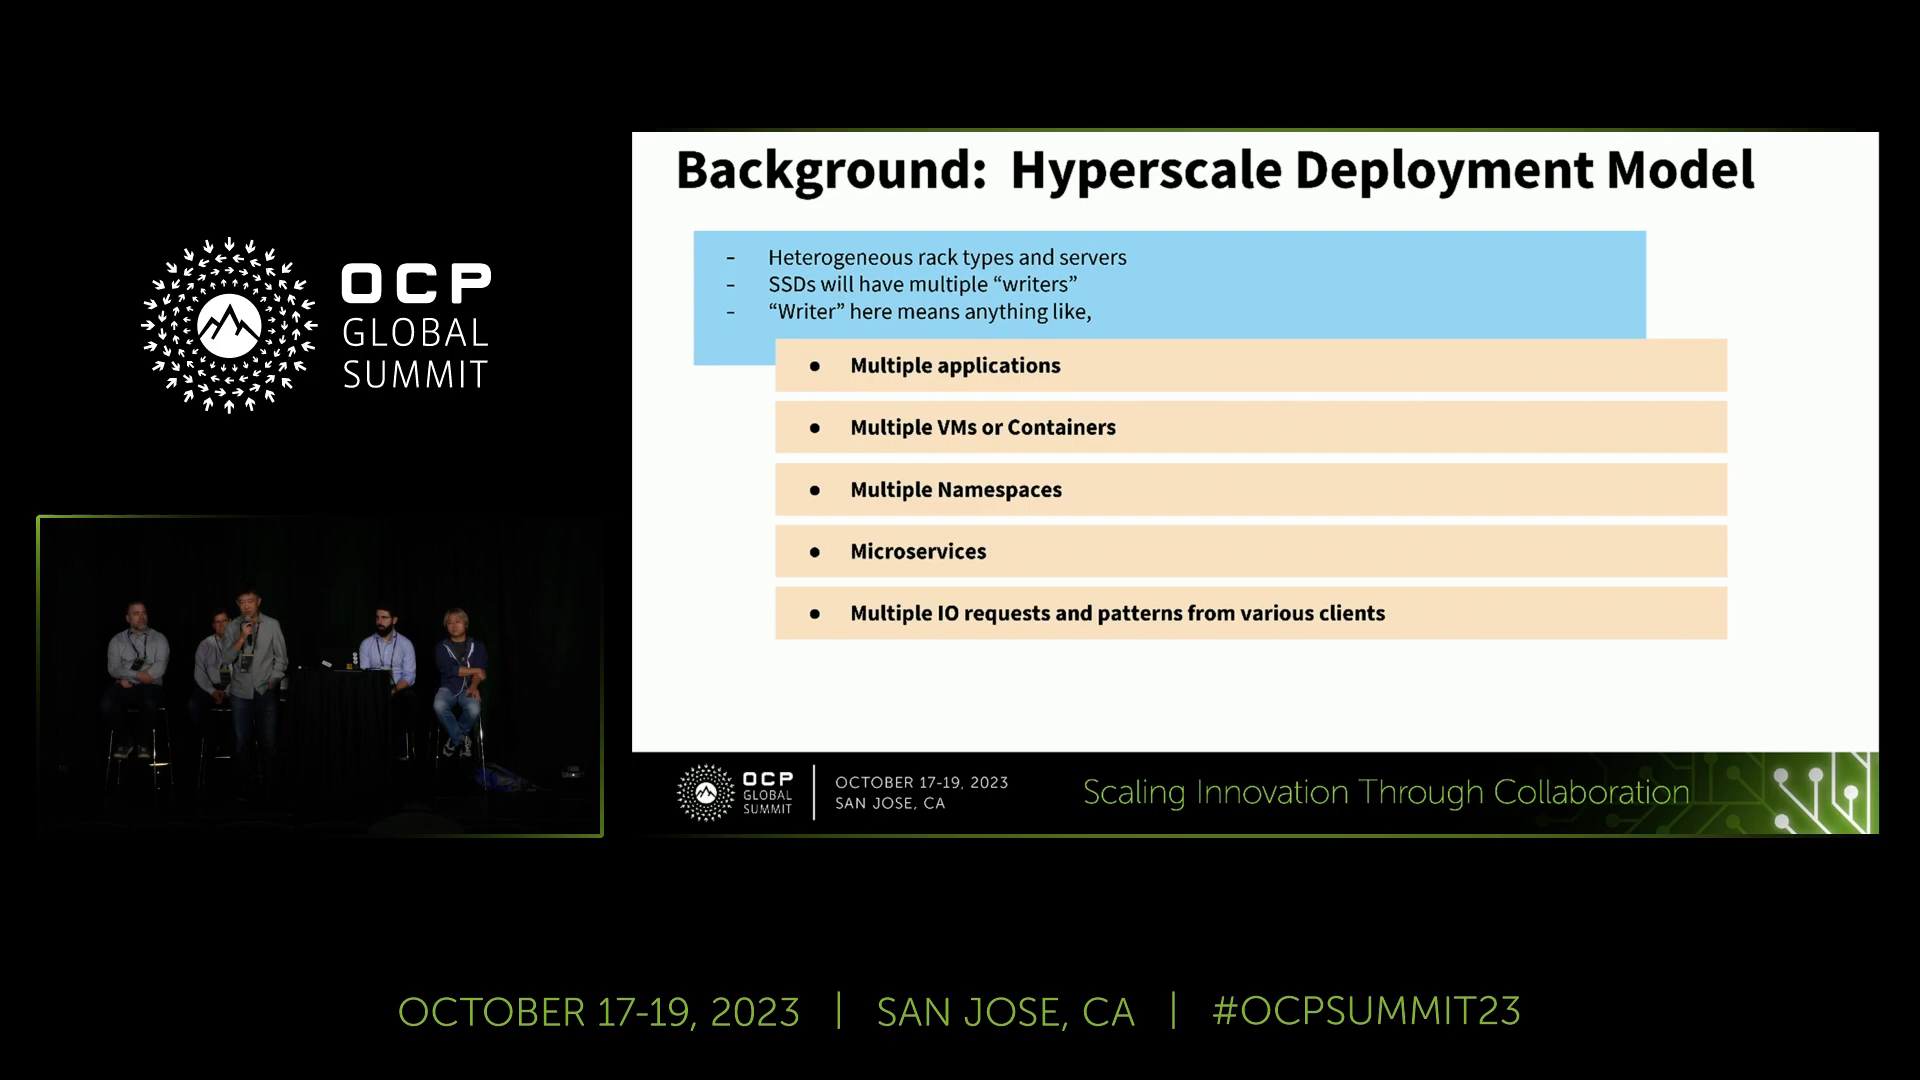 OCP
GLOBAL
SUMMIT
Background: Hyperscale Deployment Model
- Heterogeneous rack types and servers
- SSDs will have multiple “writers”
- “Writer” here means anything like,
● Multiple applications
● Multiple VMs or Containers
● Multiple Namespaces
● Microservices
● Multiple IO requests and patterns from various clients
OCP
GLOBAL
SUMMIT
OCTOBER 17-19, 2023
SAN JOSE, CA
Scaling Innovation Through Collaboration
OCTOBER 17-19, 2023 | SAN JOSE, CA | #OCPSUMMIT23